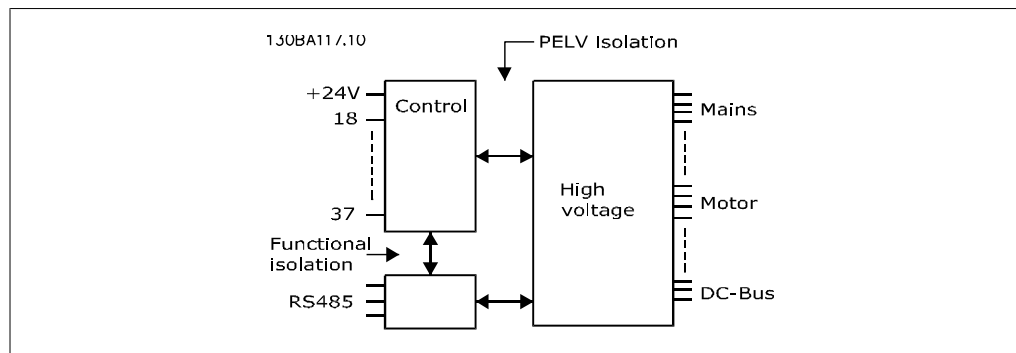 130BA117.10
PELV Isolation
+24V
Control
18
Mains
High
voltage
37
Motor
Functional
isolation
RS485
DC-Bus